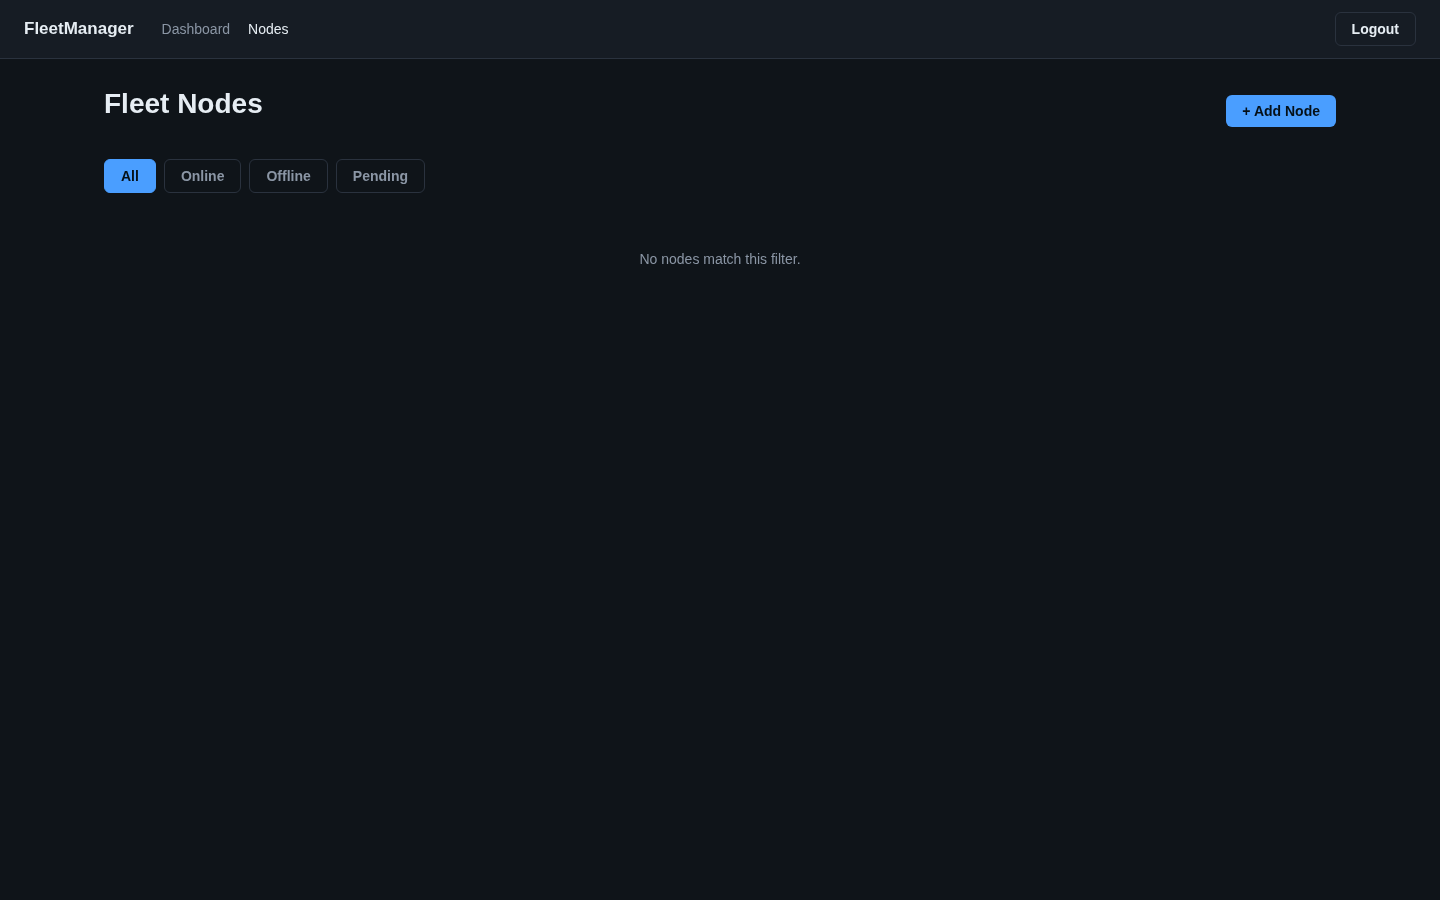 FleetManager
Dashboard
Nodes
Logout
Fleet Nodes
+ Add Node
All
Online
Offline
Pending
No nodes match this filter.